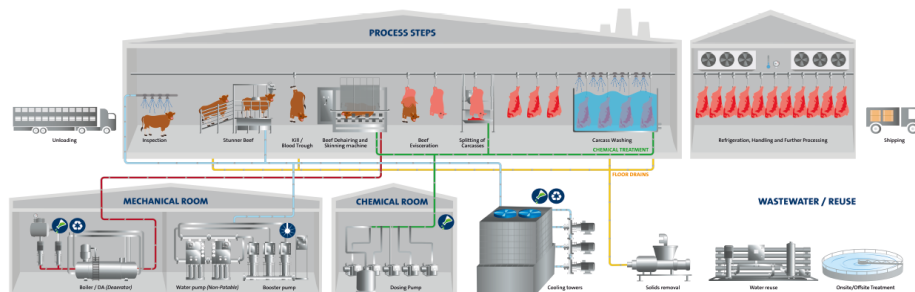 PROCESS STEPS
Unloading
Inspection
Stunner Beef
Kill /
Blood Trough
Beef Dehairing and
Skinning machine
Beef
Evisceration
Splitting of
Carcasses
Carcass Washing
CHEMICAL TREATMENT
Refrigeration, Handling and Further Processing
Shipping
FLOOR DRAINS
MECHANICAL ROOM
CHEMICAL ROOM
WASTEWATER / REUSE
Boiler / DA (Deaerator)
Water pump (Non-Potable)
Booster pump
Dosing Pump
Cooling towers
Solids removal
Water reuse
Onsite/Offsite Treatment